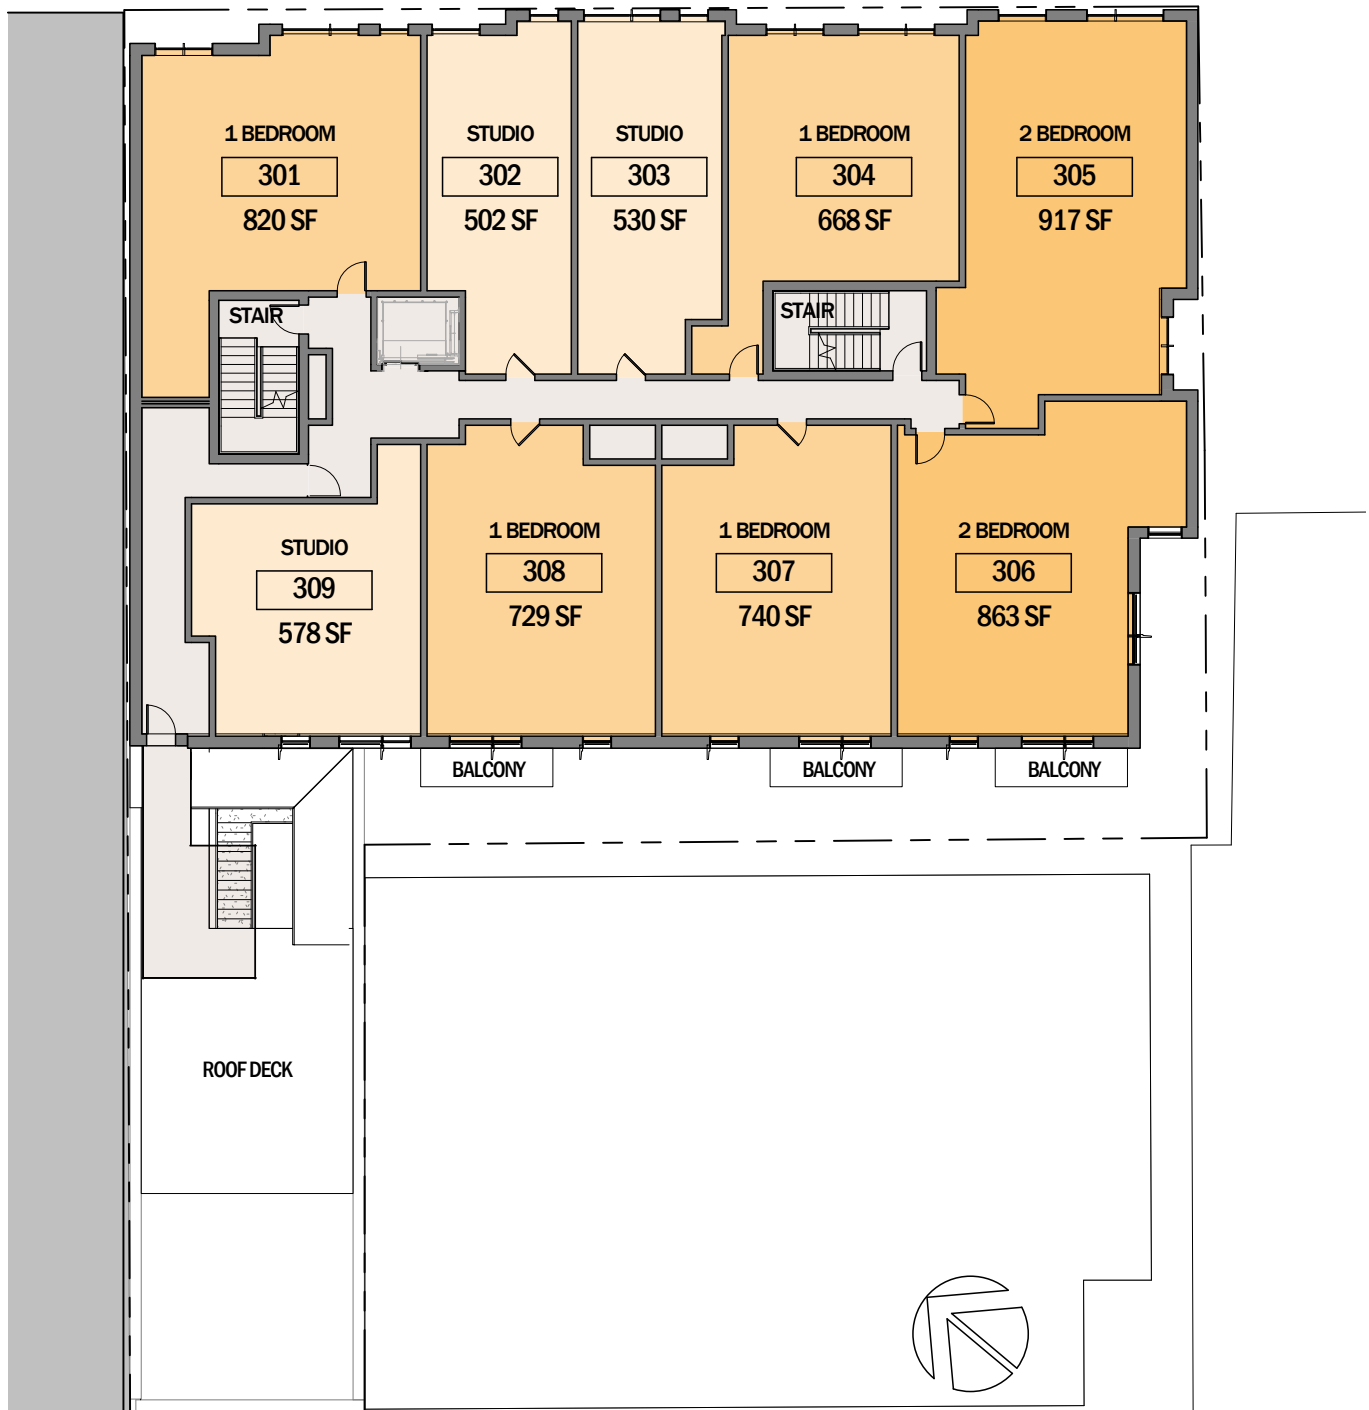 1 BEDROOM
301
820 SF
STUDIO
302
502 SF
STUDIO
303
530 SF
1 BEDROOM
304
668 SF
2 BEDROOM
305
917 SF
STAIR
STAIR
STUDIO
309
578 SF
1 BEDROOM
308
729 SF
1 BEDROOM
307
740 SF
2 BEDROOM
306
863 SF
BALCONY
BALCONY
BALCONY
ROOF DECK